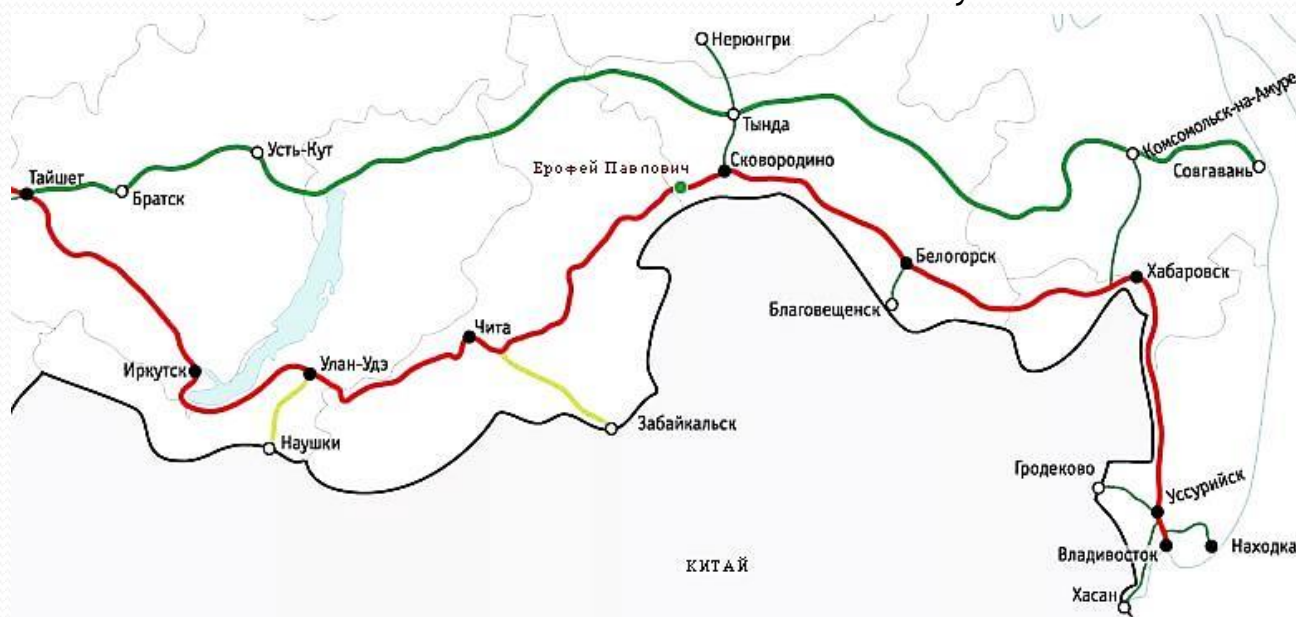 Нерюнгри
Тында
Комсомольск-на-Амуре
Усть-Кут
Ерофей Павлович
Сковородино
Совгавань
Тайшет
Братск
Белогорск
Хабаровск
Благовещенск
Чита
Иркутск
Улан-Удэ
Забайкальск
Наушки
Гродеково
Уссурийск
Владивосток
Находка
КИТАЙ
Хасан